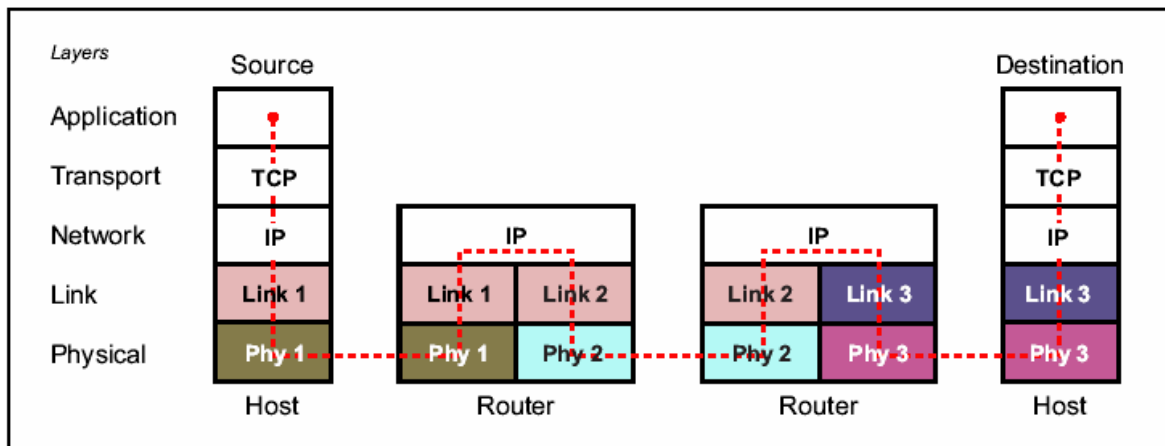 Layers
Source Destination
Application
Transport TCP TCP
Network IP IP IP IP
Link Link 1 Link 1 Link 2 Link 2 Link 3 Link 3
Physical Phy 1 Phy 1 Phy 2 Phy 2 Phy 3 Phy 3
Host Router Router Host